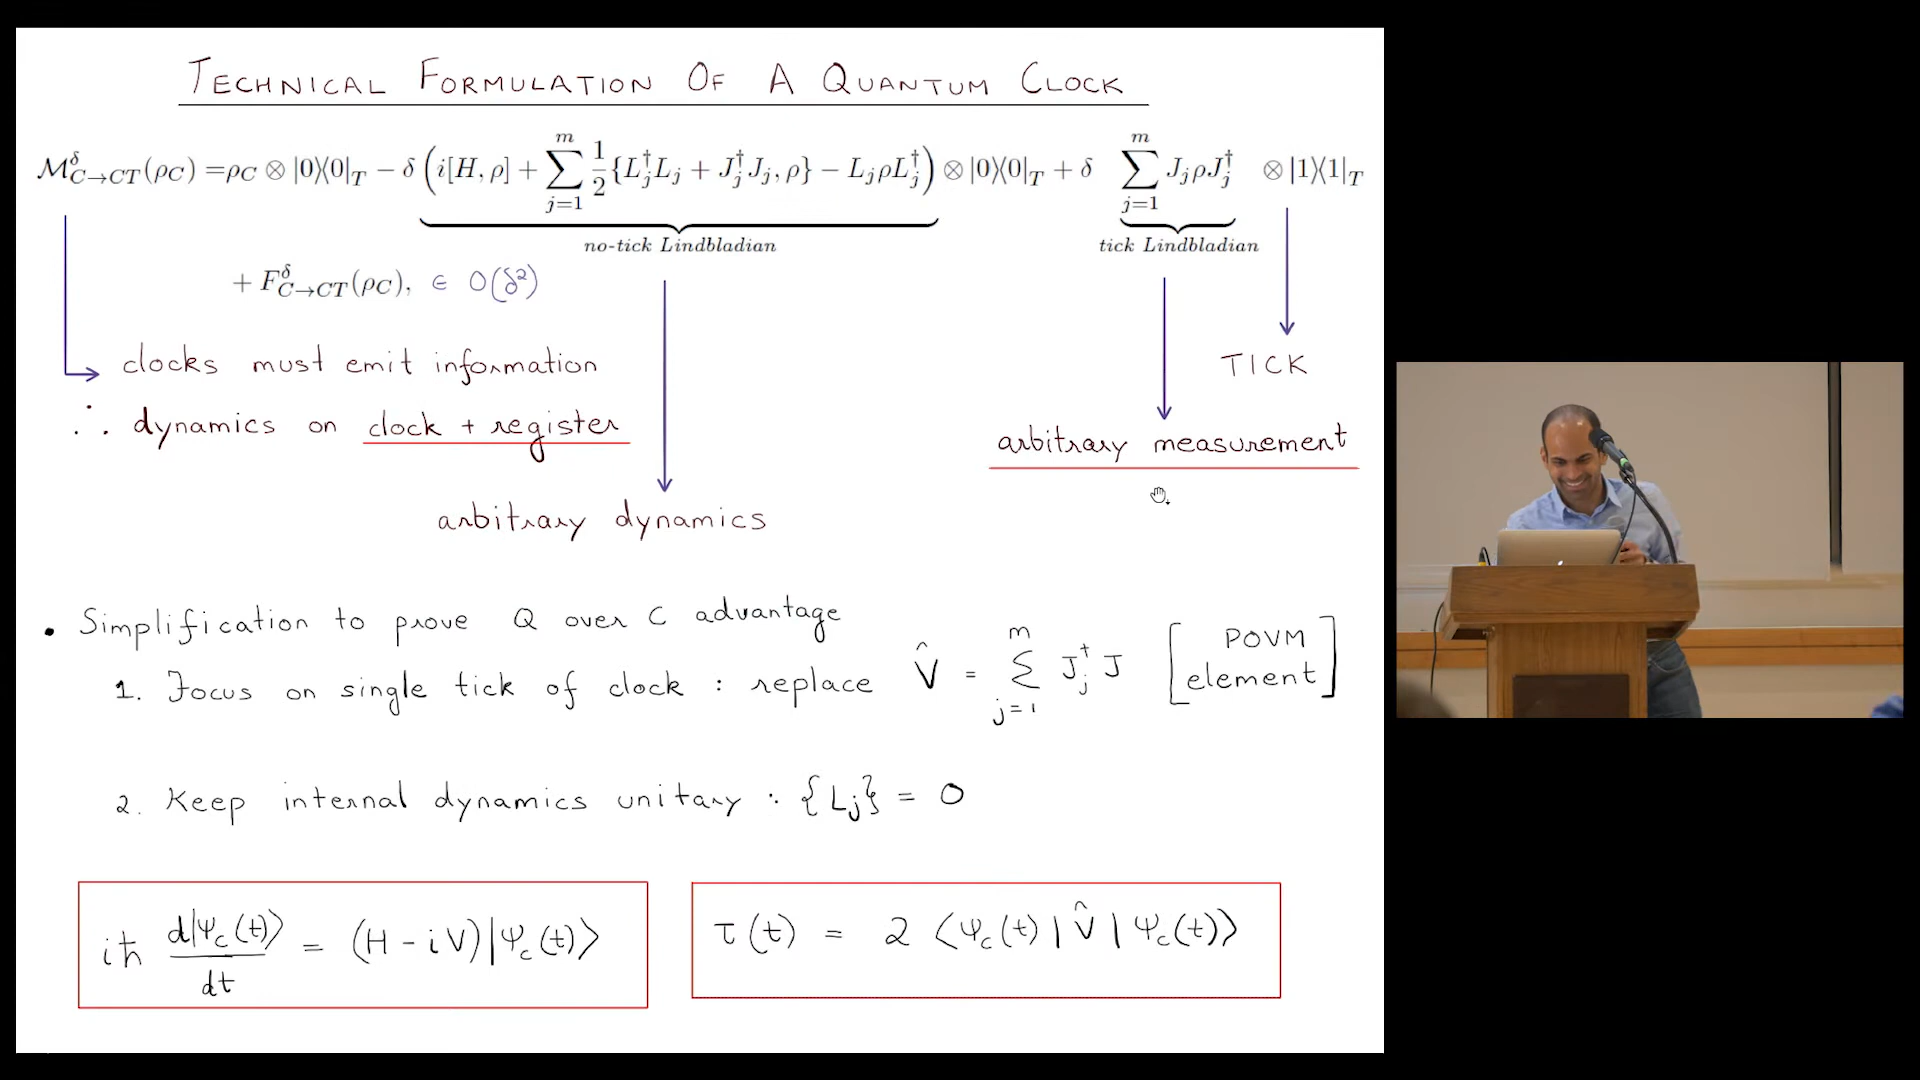 TECHNICAL FORMULATION OF A QUANTUM CLOCK
$\mathcal{M}^{\delta}_{C\to CT}(\rho_C) = \rho_C \otimes |0\rangle\langle 0|_T - \delta \left( i[H,\rho] + \sum_{j=1}^{m} \frac{1}{2}\{L_j^\dagger L_j + J_j^\dagger J_j, \rho\} - L_j \rho L_j^\dagger \right) \otimes |0\rangle\langle 0|_T + \delta \sum_{j=1}^{m} J_j \rho J_j^\dagger \otimes |1\rangle\langle 1|_T$
no-tick Lindbladian
tick Lindbladian
$+ F^{\delta}_{C\to CT}(\rho_C), \in O(\delta^2)$
clocks must emit information
TICK
∴ dynamics on clock + register
arbitrary measurement
arbitrary dynamics
• Simplification to prove Q over C advantage
1. Focus on single tick of clock : replace $\hat{V} = \sum_{j=1}^{m} J_j^\dagger J$ [POVM element]
2. Keep internal dynamics unitary : {L_j} = 0
$i\hbar \frac{d|\Psi_c(t)\rangle}{dt} = (H - iV)|\Psi_c(t)\rangle$
$\tau(t) = 2 \langle\Psi_c(t)|\hat{V}|\Psi_c(t)\rangle$